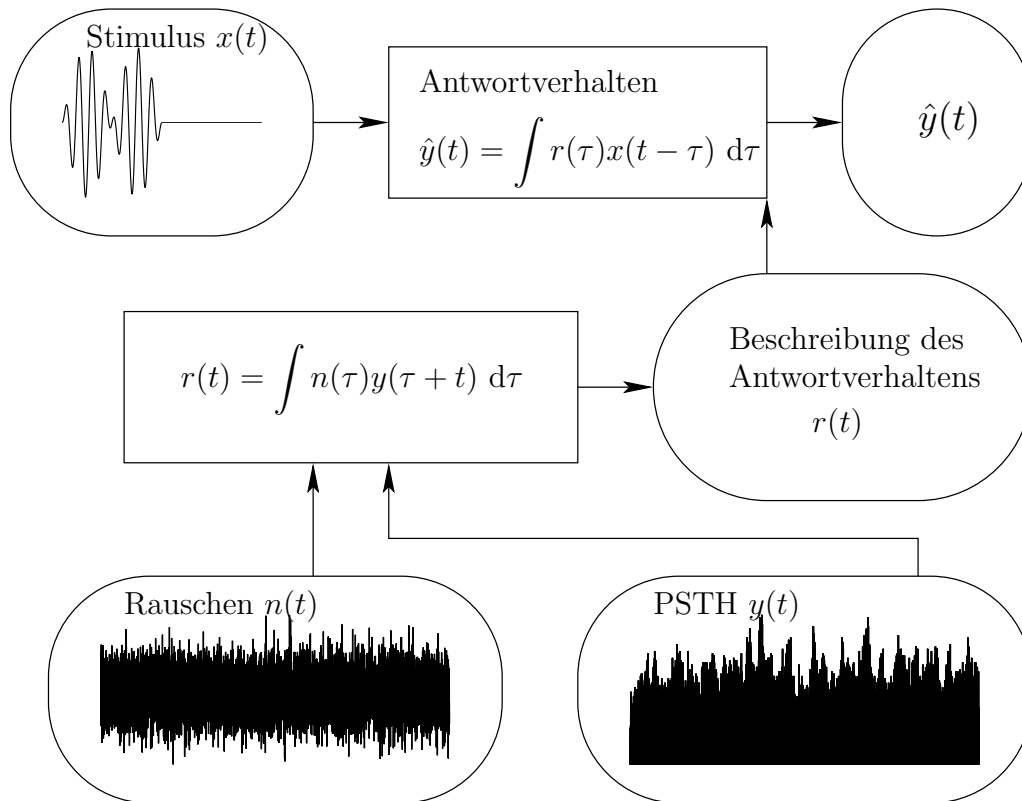 Stimulus x(t)
Antwortverhalten
ŷ(t) = ∫ r(τ)x(t − τ) dτ
ŷ(t)
r(t) = ∫ n(τ)y(τ + t) dτ
Beschreibung des
Antwortverhaltens
r(t)
Rauschen n(t)
PSTH y(t)